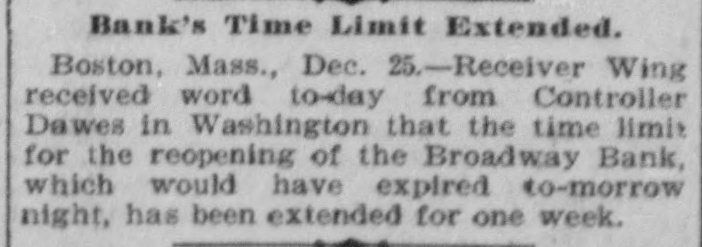 Bank's Time Limit Extended.
Boston, Mass., Dec. 25.—Receiver Wing
received word to-day from Controller
Dawes in Washington that the time limit
for the reopening of the Broadway Bank,
which would have expired to-morrow
night, has been extended for one week.